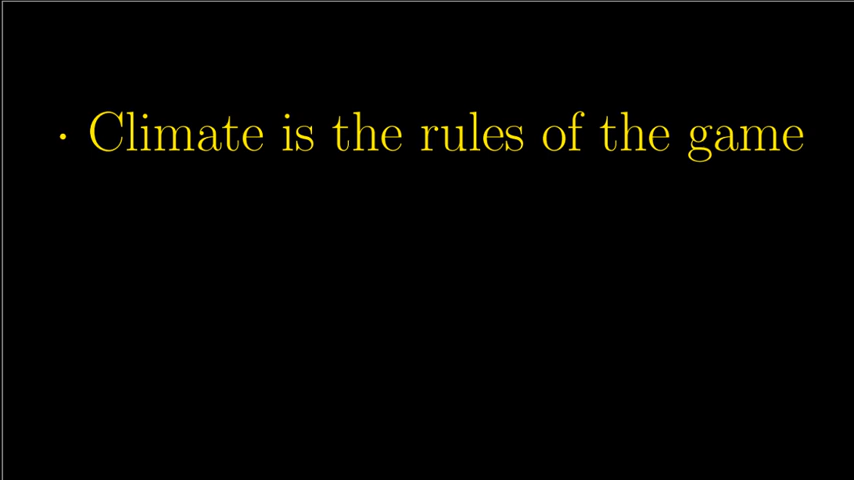 · Climate is the rules of the game